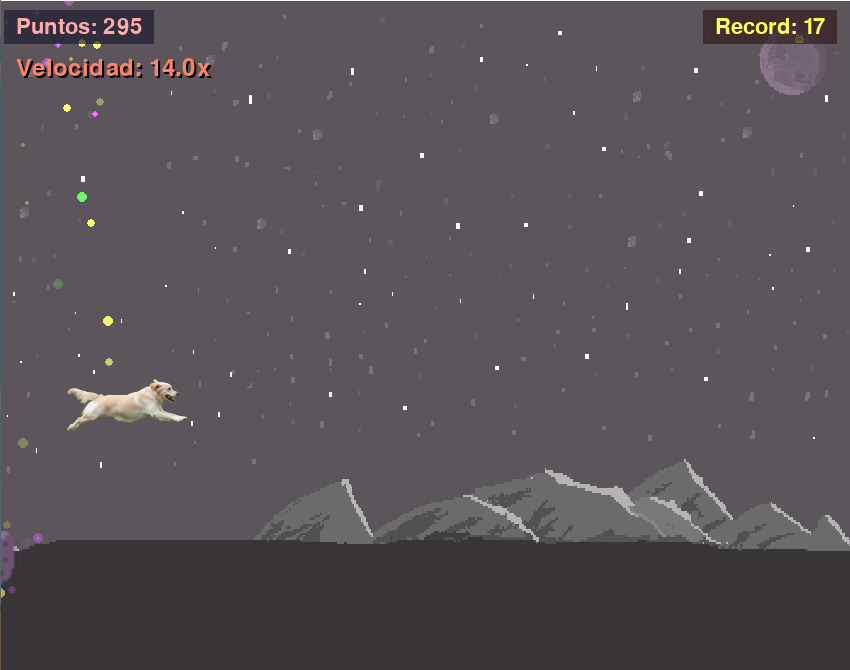 Puntos: 295
Record: 17
Velocidad: 14.0x